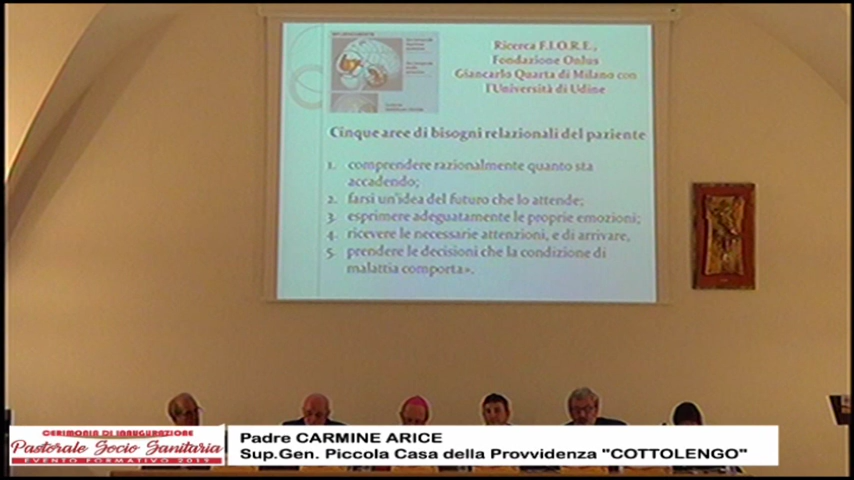 Ricerca F.I.O.R.E.,
Fondazione Onlus
Giancarlo Quarta di Milano con
l'Università di Udine
Cinque aree di bisogni relazionali del paziente
1. comprendere razionalmente quanto sta
accadendo;
2. farsi un'idea del futuro che lo attende;
3. esprimere adeguatamente le proprie emozioni;
4. ricevere le necessarie attenzioni, e di arrivare,
5. prendere le decisioni che la condizione di
malattia comporta».
CERIMONIA DI INAUGURAZIONE
Pastorale Socio Sanitaria
EVENTO FORMATIVO 2019
Padre CARMINE ARICE
Sup.Gen. Piccola Casa della Provvidenza "COTTOLENGO"